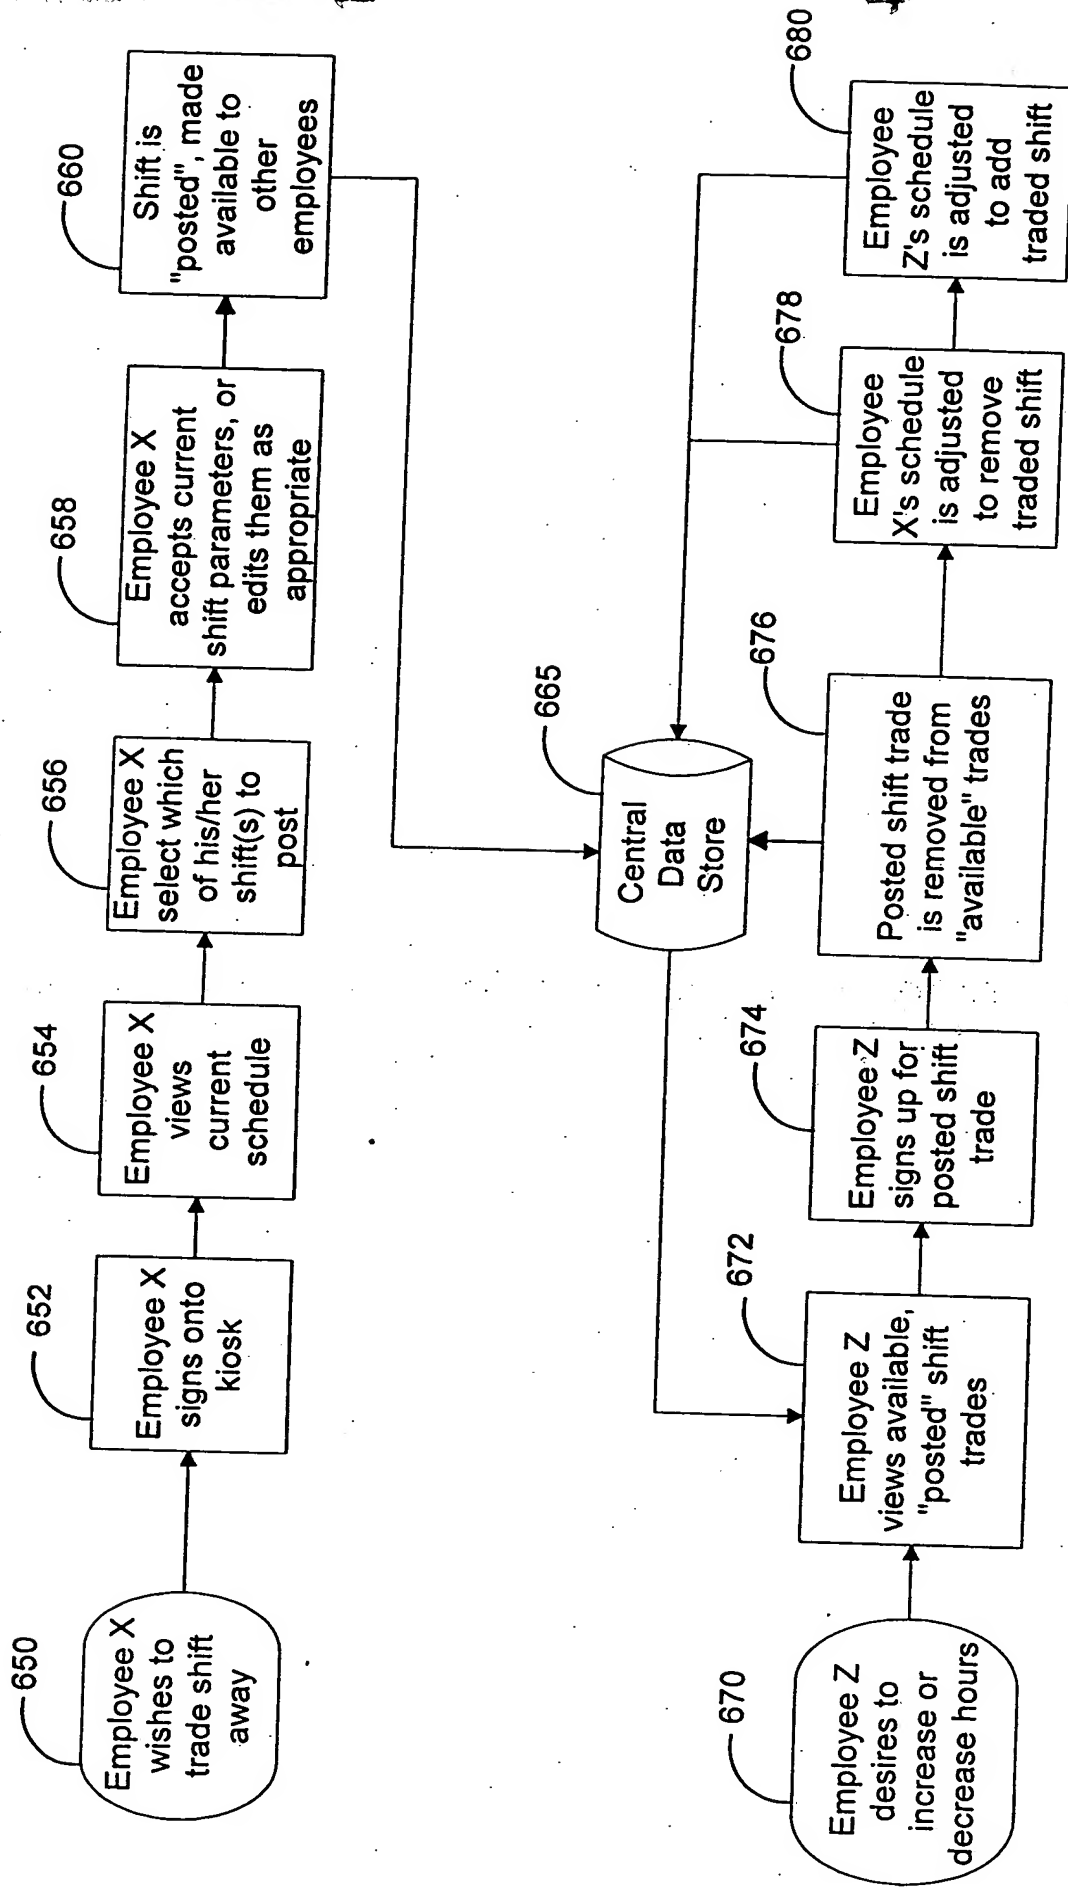 650
Employee X
wishes to
trade shift
away
652
Employee X
signs onto
kiosk
654
Employee X
views
current
schedule
656
Employee X
select which
of his/her
shift(s) to
post
658
Employee X
accepts current
shift parameters, or
edits them as
appropriate
660
Shift is
"posted", made
available to
other
employees
665
Central
Data
Store
670
Employee Z
desires to
increase or
decrease hours
672
Employee Z
views available,
"posted" shift
trades
674
Employee Z
signs up for
posted shift
trade
676
Posted shift trade
is removed from
"available" trades
678
Employee
X's schedule
is adjusted
to remove
traded shift
680
Employee
Z's schedule
is adjusted
to add
traded shift